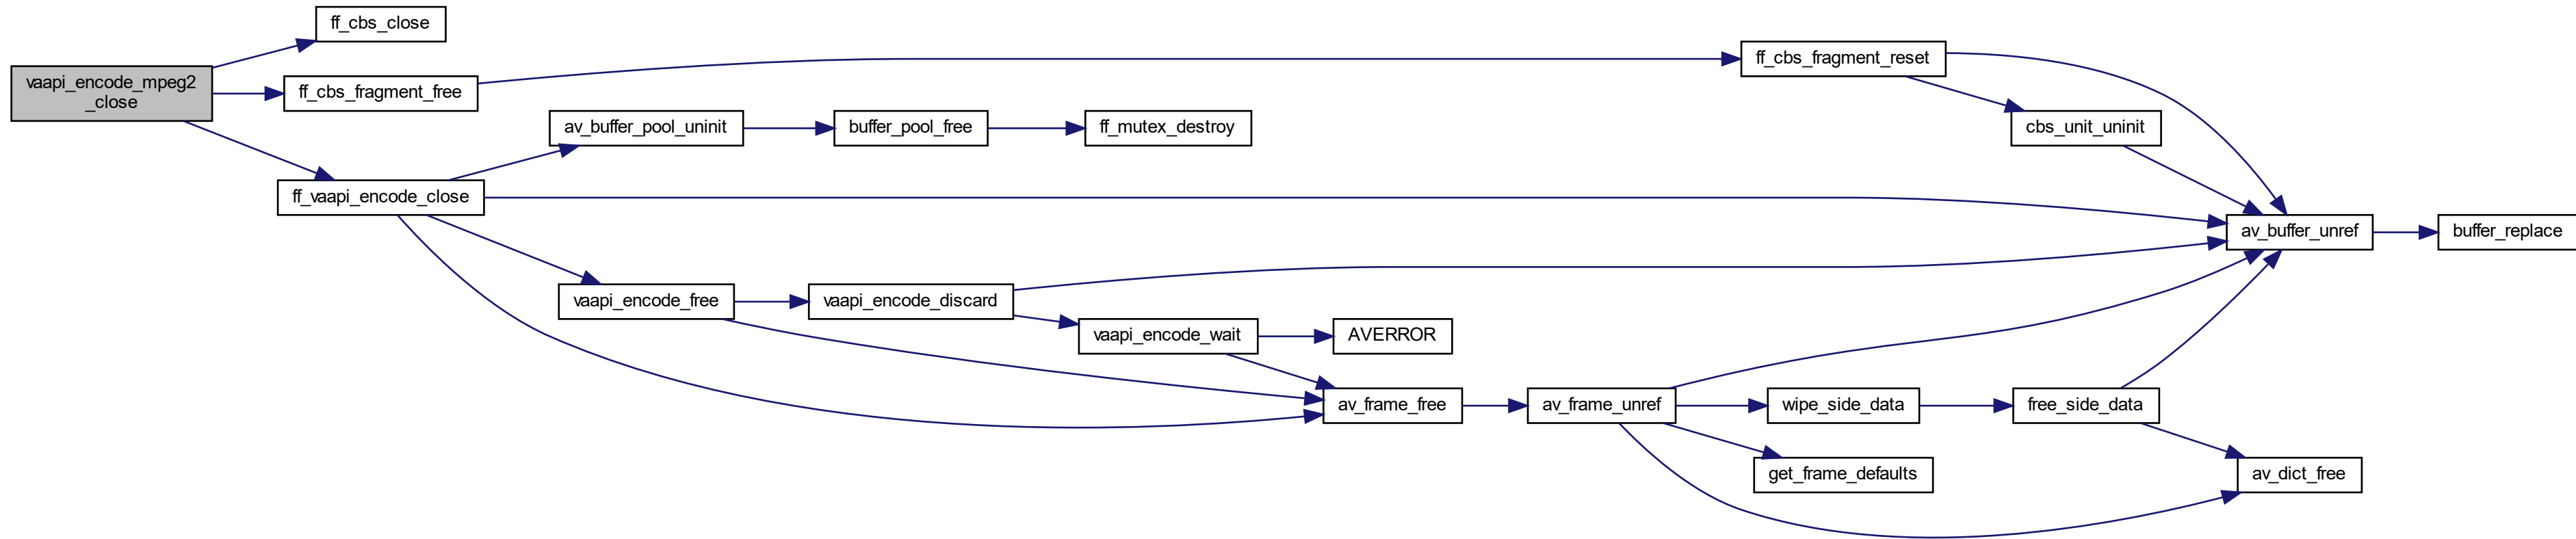 vaapi_encode_mpeg2
_close
ff_cbs_close
ff_cbs_fragment_free
ff_vaapi_encode_close
av_buffer_pool_uninit
buffer_pool_free
ff_mutex_destroy
vaapi_encode_free
vaapi_encode_discard
vaapi_encode_wait
AVERROR
av_frame_free
av_frame_unref
wipe_side_data
get_frame_defaults
free_side_data
av_dict_free
ff_cbs_fragment_reset
cbs_unit_uninit
av_buffer_unref
buffer_replace